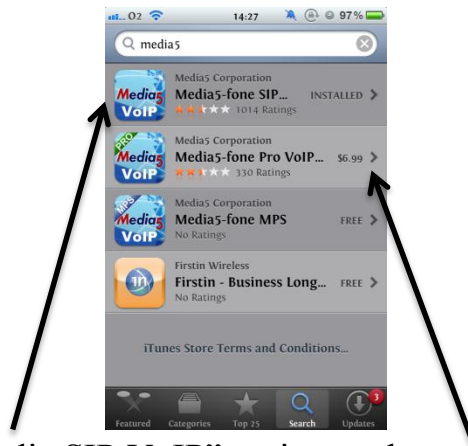 O2 14:27 97%
media5
Media5 Corporation
Media5-fone SIP... INSTALLED
1014 Ratings
Media5 VoIP
Media5 Corporation
Media5-fone Pro VoIP... $6.99
330 Ratings
PRO Media5 VoIP
Media5 Corporation
Media5-fone MPS FREE
No Ratings
MPS Media5 VoIP
Firstin Wireless
Firstin - Business Long... FREE
No Ratings
in
iTunes Store Terms and Conditions...
Featured Categories Top 25 Search Updates
3
SIP VoIP”